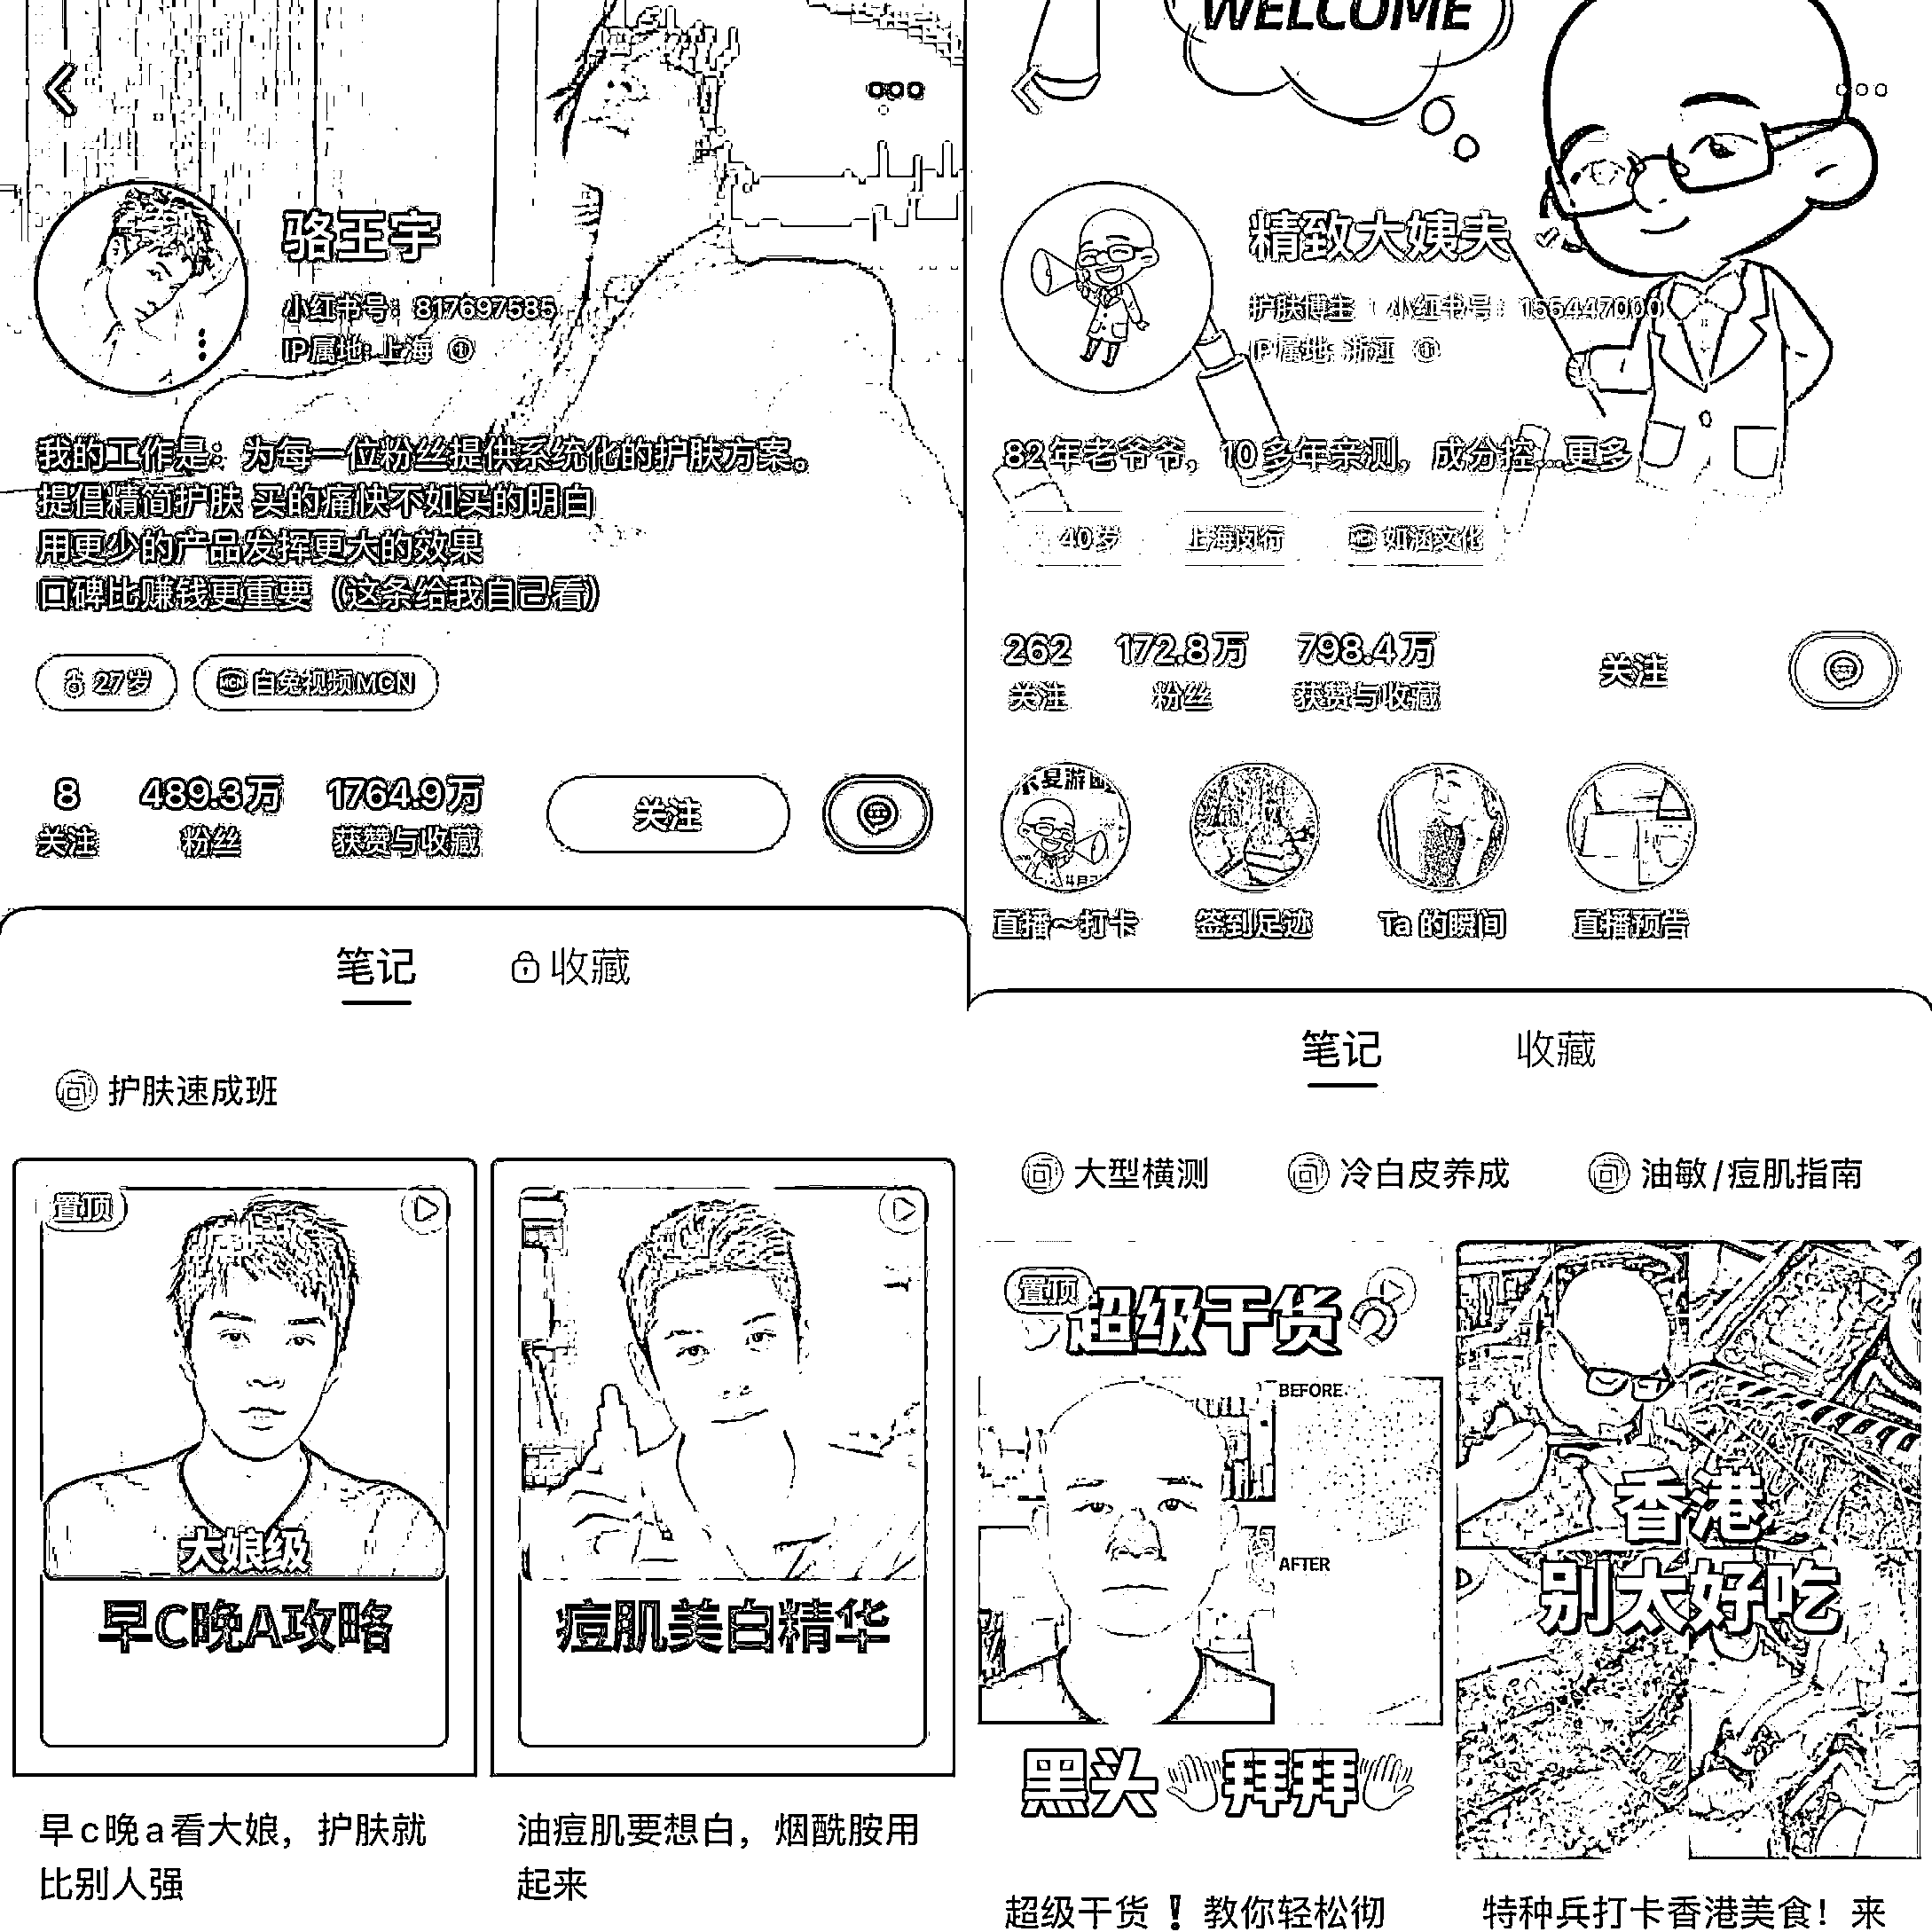 骆王宇
小红书号：817697585
IP属地：上海
我的工作是：为每一位粉丝提供系统化的护肤方案。
提倡精简护肤 买的痛快不如买的明白
用更少的产品发挥更大的效果
口碑比赚钱更重要（这条给我自己看）
27岁
MCN 白兔视频MCN
8 489.3万 1764.9万
关注 粉丝 获赞与收藏
关注
笔记 收藏
护肤速成班
置顶
大娘级
早C晚A攻略
痘肌美白精华
早c晚a看大娘，护肤就
比别人强
油痘肌要想白，烟酰胺用
起来
WELCOME
精致大姨夫
护肤博主 小红书号：156447000
IP属地：浙江
82年老爷爷，10多年亲测，成分控...更多
40岁 上海闵行 MCN 如涵文化
262 172.8万 798.4万
关注 粉丝 获赞与收藏
关注
直播～打卡 签到足迹 Ta 的瞬间 直播预告
笔记 收藏
大型横测 冷白皮养成 油敏/痘肌指南
置顶
超级干货
BEFORE
AFTER
黑头👋拜拜👋
香港
别太好吃
超级干货❗教你轻松彻
特种兵打卡香港美食！来